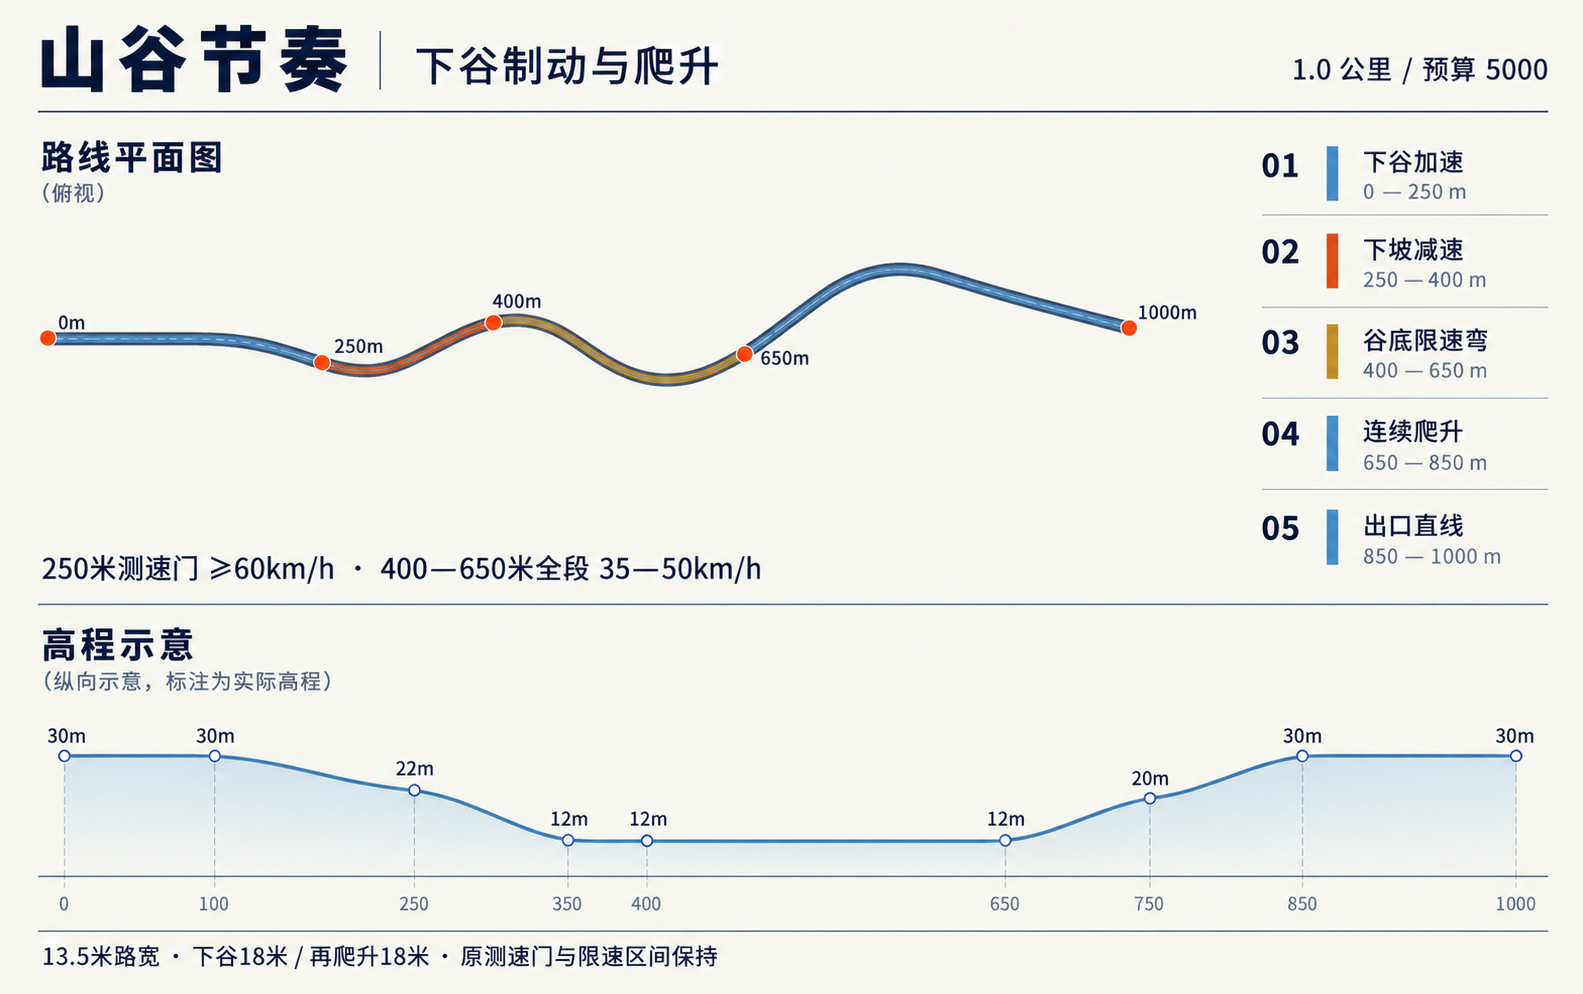 山谷节奏 | 下谷制动与爬升
1.0 公里 / 预算 5000
路线平面图
（俯视）
0m
250m
400m
650m
1000m
01 下谷加速
0 — 250 m
02 下坡减速
250 — 400 m
03 谷底限速弯
400 — 650 m
04 连续爬升
650 — 850 m
05 出口直线
850 — 1000 m
250米测速门 ≥60km/h · 400—650米全段 35—50km/h
高程示意
（纵向示意，标注为实际高程）
30m 30m 22m 12m 12m 12m 20m 30m 30m
0 100 250 350 400 650 750 850 1000
13.5米路宽 · 下谷18米 / 再爬升18米 · 原测速门与限速区间保持